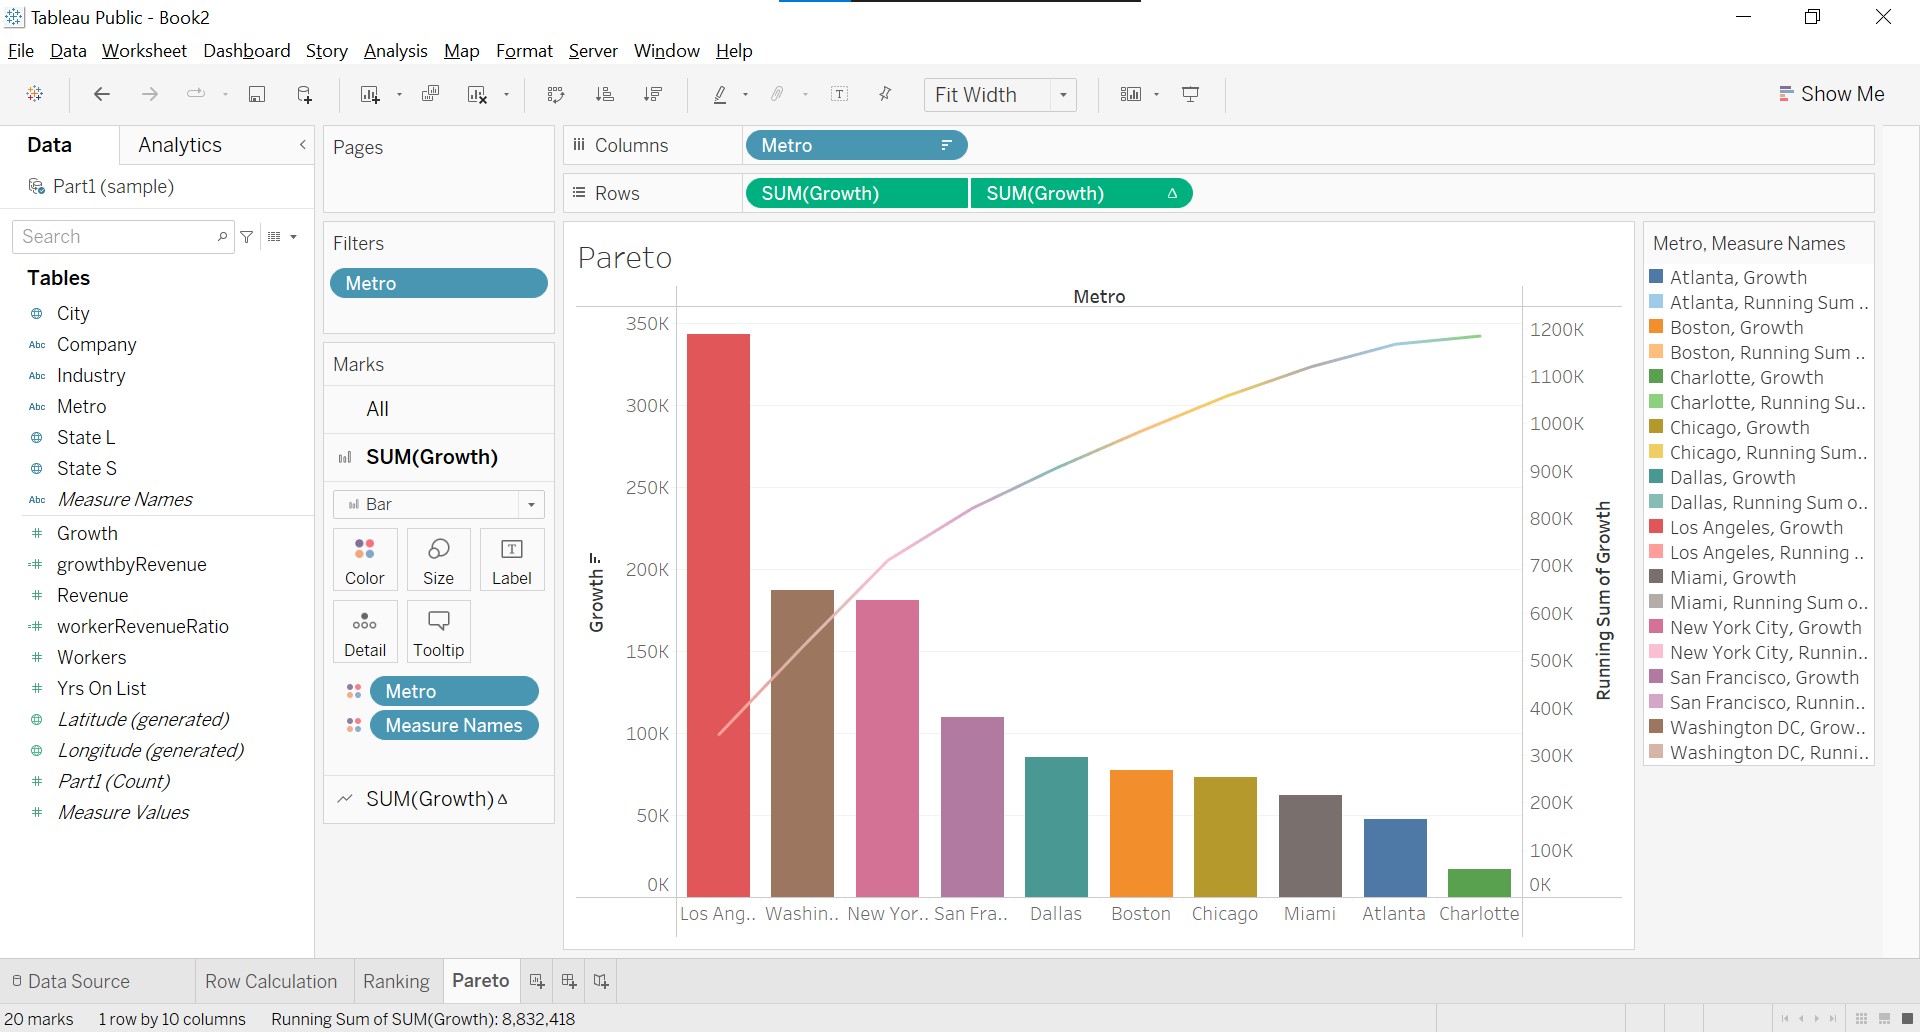 Tableau Public - Book2
File Data Worksheet Dashboard Story Analysis Map Format Server Window Help
Fit Width
Show Me
Data
Analytics
Part1 (sample)
Search
Tables
City
Abc Company
Abc Industry
Abc Metro
State L
State S
Abc Measure Names
Growth
growthbyRevenue
Revenue
workerRevenueRatio
Workers
Yrs On List
Latitude (generated)
Longitude (generated)
Part1 (Count)
Measure Values
Pages
Filters
Metro
Marks
All
SUM(Growth)
Bar
Color
Size
Label
Detail
Tooltip
Metro
Measure Names
SUM(Growth)
Columns
Metro
Rows
SUM(Growth)
SUM(Growth)
Pareto
Metro
350K
300K
250K
200K
150K
100K
50K
0K
Growth
1200K
1100K
1000K
900K
800K
700K
600K
500K
400K
300K
200K
100K
0K
Running Sum of Growth
Los Ang..
Washin..
New Yor..
San Fra..
Dallas
Boston
Chicago
Miami
Atlanta
Charlotte
Metro, Measure Names
Atlanta, Growth
Atlanta, Running Sum ..
Boston, Growth
Boston, Running Sum ..
Charlotte, Growth
Charlotte, Running Su..
Chicago, Growth
Chicago, Running Sum..
Dallas, Growth
Dallas, Running Sum o..
Los Angeles, Growth
Los Angeles, Running ..
Miami, Growth
Miami, Running Sum o..
New York City, Growth
New York City, Runnin..
San Francisco, Growth
San Francisco, Runnin..
Washington DC, Grow..
Washington DC, Runni..
Data Source
Row Calculation
Ranking
Pareto
20 marks
1 row by 10 columns
Running Sum of SUM(Growth): 8,832,418